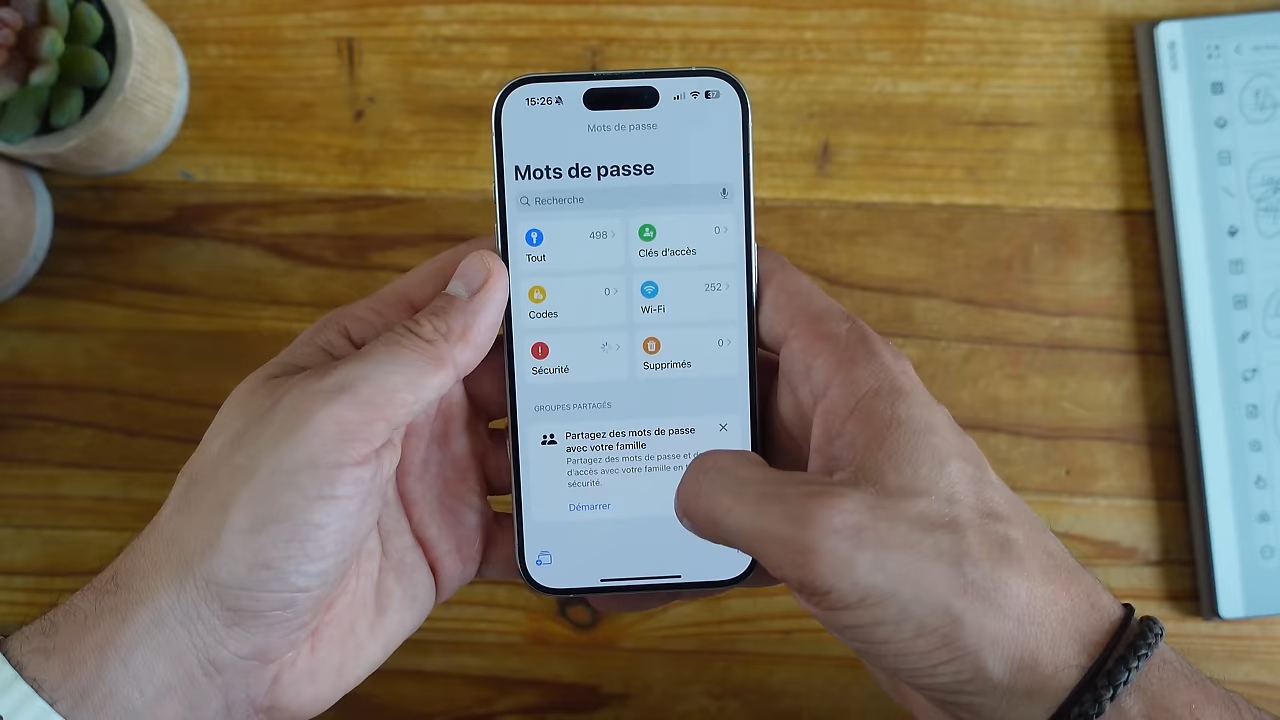 15:26
37
Mots de passe
Mots de passe
Recherche
498
0
Tout
Clés d'accès
0
252
Codes
Wi-Fi
0
Sécurité
Supprimés
GROUPES PARTAGÉS
Partagez des mots de passe
avec votre famille
Partagez des mots de passe et
d'accès avec votre famille en
sécurité.
Démarrer